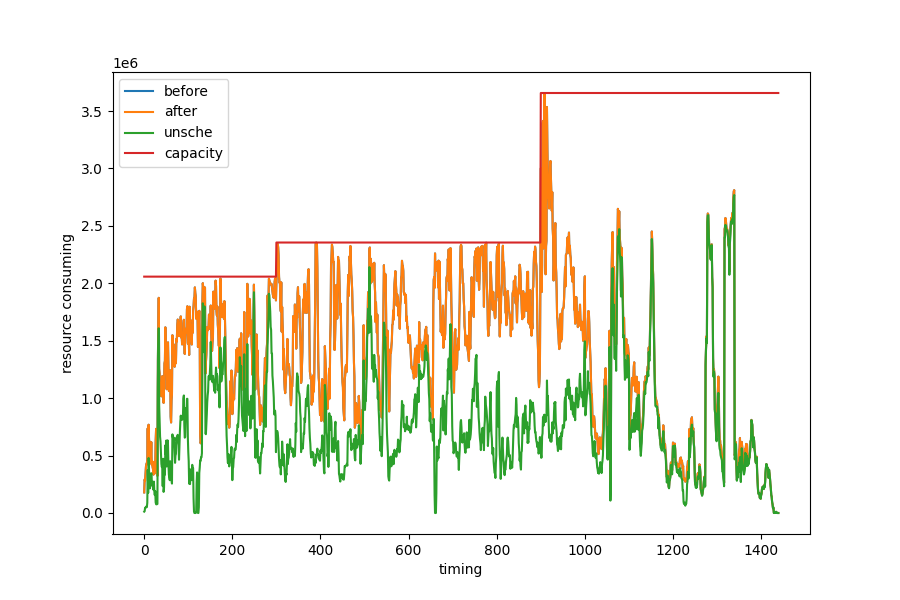 1e6
before
after
unsche
capacity
3.5
3.0
2.5
2.0
1.5
1.0
0.5
0.0
resource consuming
0 200 400 600 800 1000 1200 1400
timing